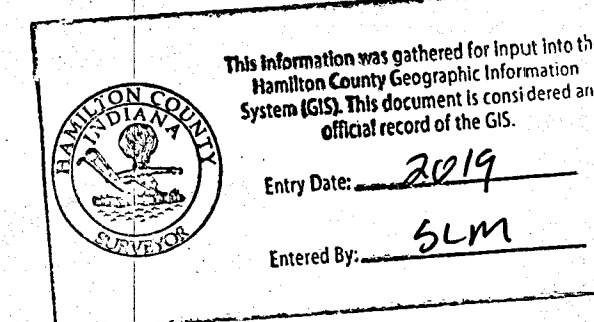 This information was gathered for input into th
Hamilton County Geographic Information
System (GIS). This document is considered an
official record of the GIS.
HAMILTON COUNTY
INDIANA
SURVEYOR
Entry Date: 2019
Entered By: SLM